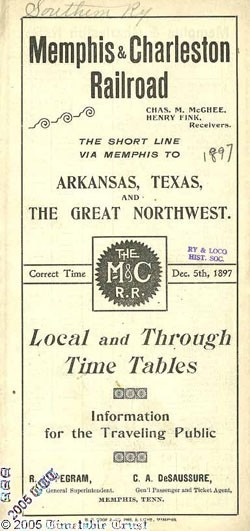 Southern Ry
Memphis & Charleston
Railroad
CHAS. M. McGHEE,
HENRY FINK,
Receivers.
THE SHORT LINE
VIA MEMPHIS TO
1897
ARKANSAS, TEXAS,
AND
THE GREAT NORTHWEST.
THE
M&C
R.R.
RY & LOCO
HIST. SOC.
Correct Time
Dec. 5th, 1897
Local and Through
Time Tables
Information
for the Traveling Public
R. PEGRAM,
General Superintendent.
C. A. DeSAUSSURE,
Gen'l Passenger and Ticket Agent,
MEMPHIS, TENN.
2005
© 2005